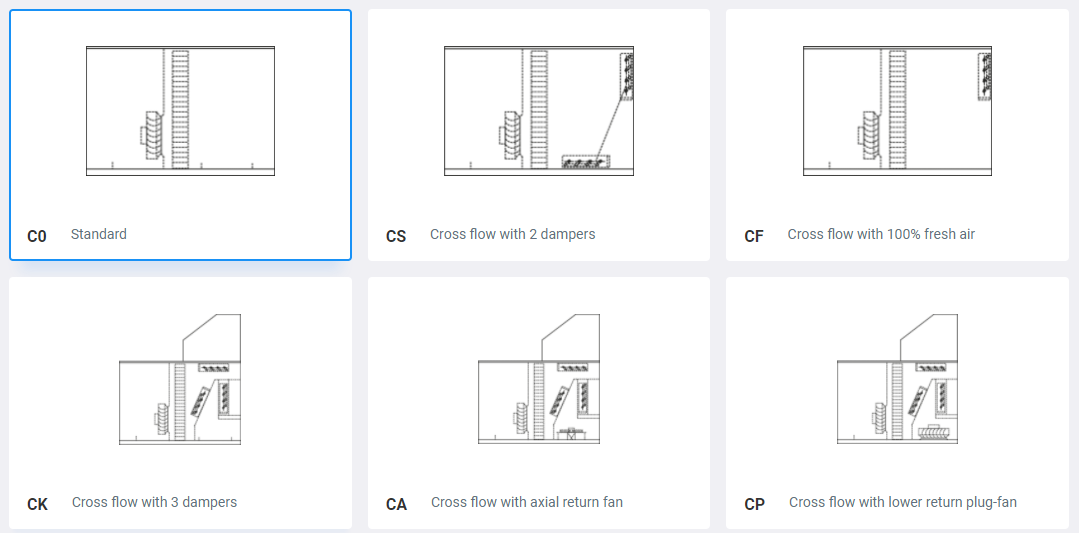 C0 Standard
CS Cross flow with 2 dampers
CF Cross flow with 100% fresh air
CK Cross flow with 3 dampers
CA Cross flow with axial return fan
CP Cross flow with lower return plug-fan